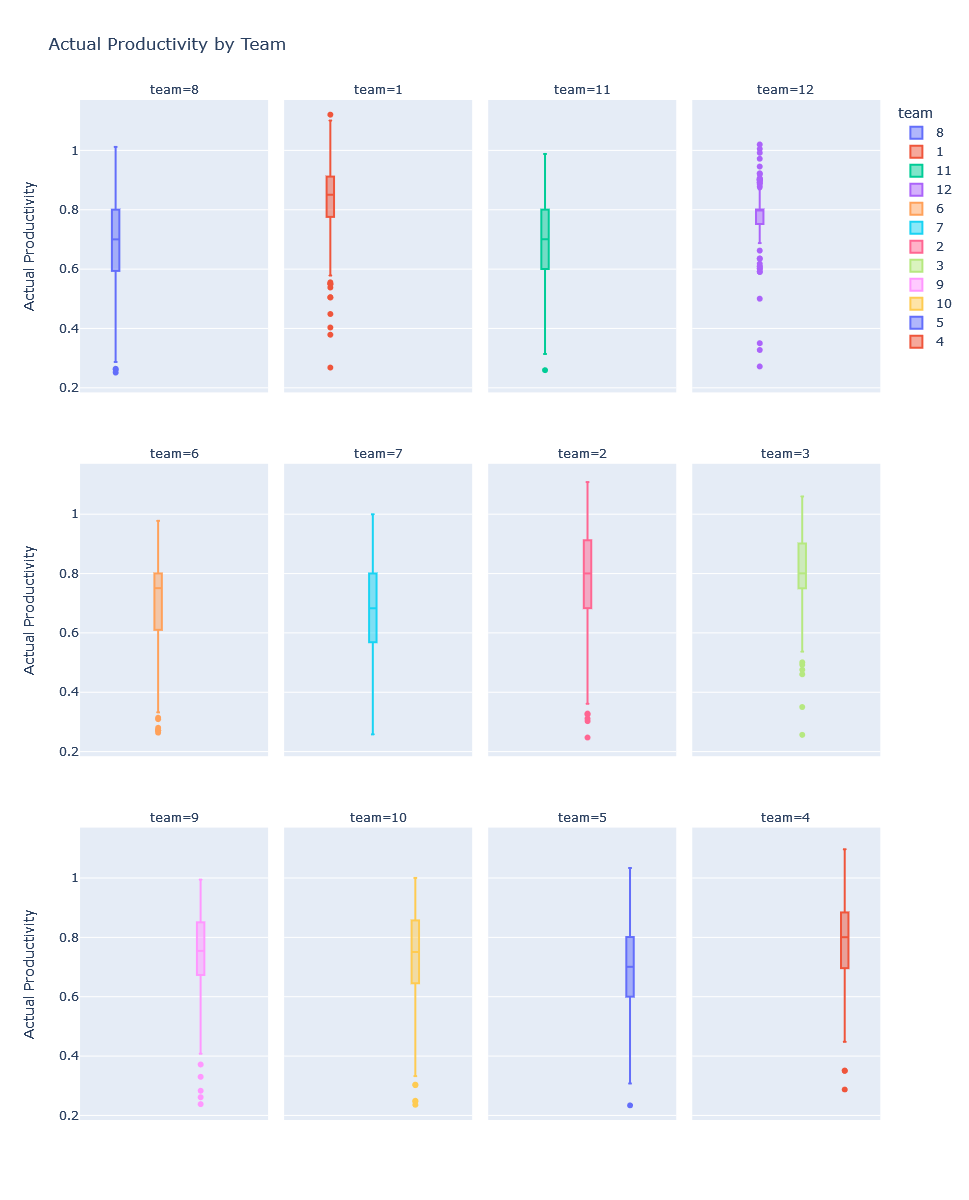 Actual Productivity by Team
team=8
team=1
team=11
team=12
team
8
1
11
12
6
7
2
3
9
10
5
4
Actual Productivity
1
0.8
0.6
0.4
0.2
team=6
team=7
team=2
team=3
Actual Productivity
1
0.8
0.6
0.4
0.2
team=9
team=10
team=5
team=4
Actual Productivity
1
0.8
0.6
0.4
0.2